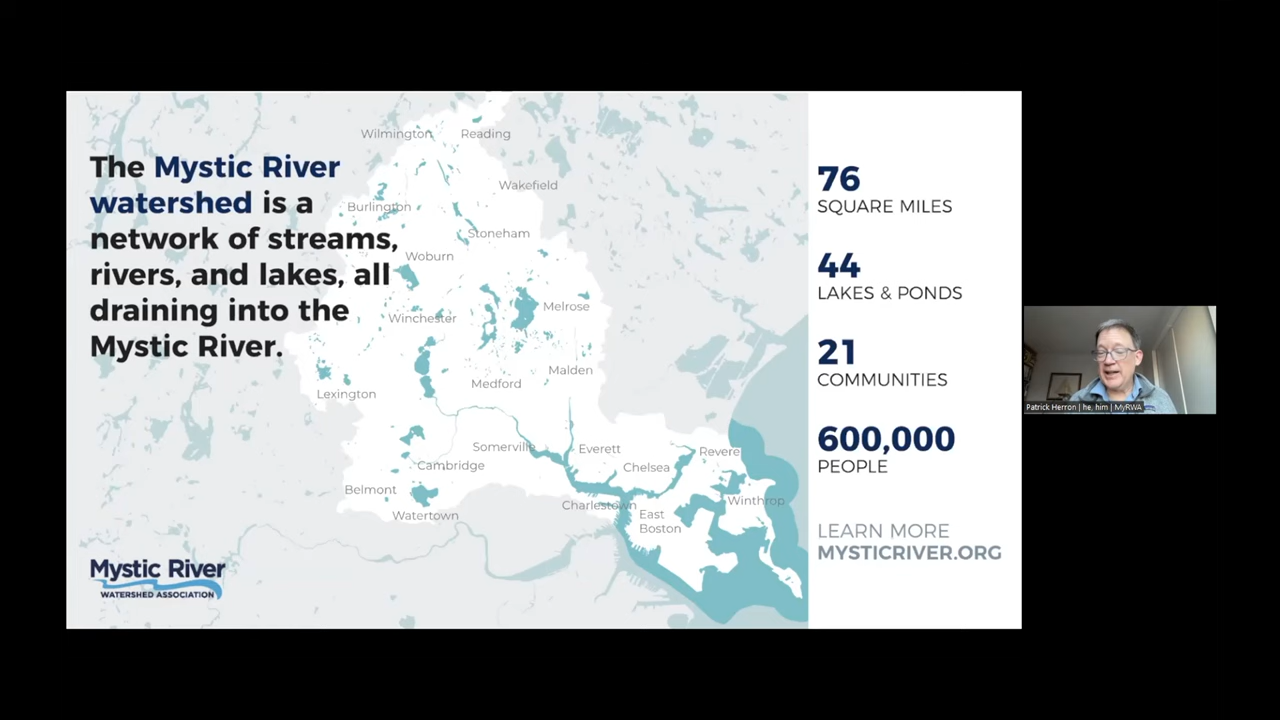 The Mystic River
watershed is a
network of streams,
rivers, and lakes, all
draining into the
Mystic River.
Wilmington
Reading
Wakefield
Burlington
Stoneham
Woburn
Melrose
Winchester
Malden
Medford
Lexington
Somerville
Everett
Revere
Cambridge
Chelsea
Belmont
Winthrop
Charlestown
Watertown
East
Boston
Mystic River
WATERSHED ASSOCIATION
76
SQUARE MILES
44
LAKES & PONDS
21
COMMUNITIES
600,000
PEOPLE
LEARN MORE
MYSTICRIVER.ORG
Patrick Herron | he, him | MyRWA